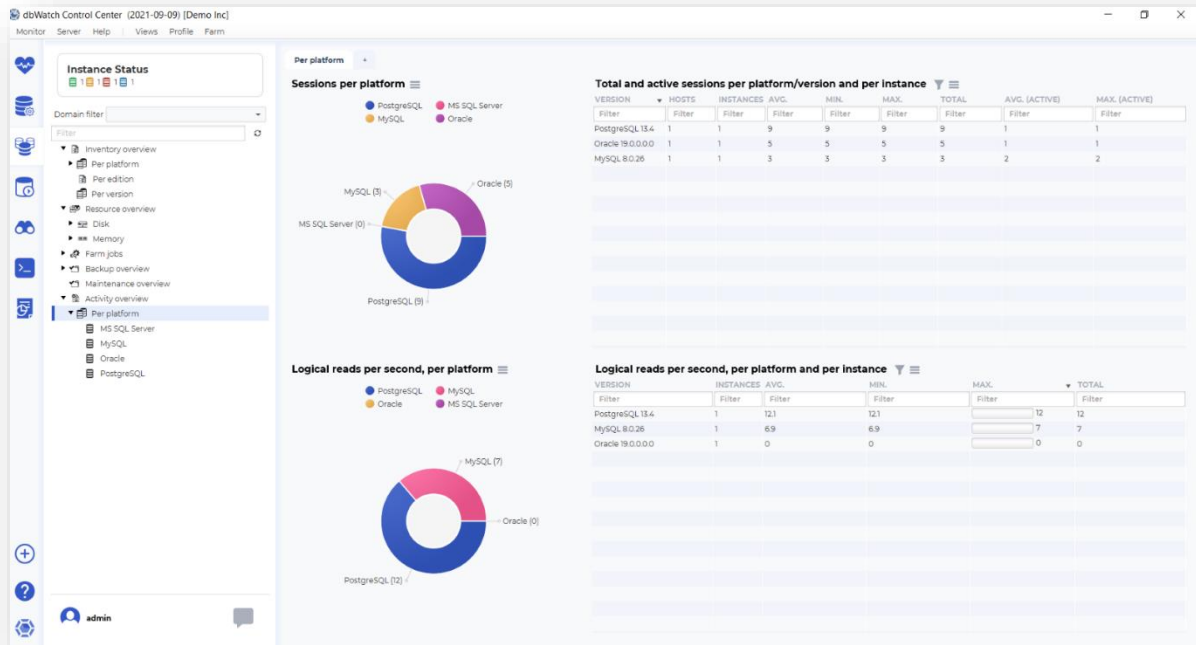 dbWatch Control Center (2021-09-09) [Demo Inc]
Monitor Server Help Views Profile Farm
Instance Status
1 1 1 1
Domain filter
Filter
Inventory overview
Per platform
Per edition
Per version
Resource overview
Disk
Memory
Farm jobs
Backup overview
Maintenance overview
Activity overview
Per platform
MS SQL Server
MySQL
Oracle
PostgreSQL
admin
Per platform +
Sessions per platform
PostgreSQL MS SQL Server
MySQL Oracle
Oracle (5)
MySQL (3)
MS SQL Server (0)
PostgreSQL (9)
Total and active sessions per platform/version and per instance
VERSION HOSTS INSTANCES AVG. MIN. MAX. TOTAL AVG. (ACTIVE) MAX. (ACTIVE)
Filter Filter Filter Filter Filter Filter Filter Filter Filter
PostgreSQL 13.4 1 1 9 9 9 9 1 1
Oracle 19.0.0.0.0 1 1 5 5 5 5 1 1
MySQL 8.0.26 1 1 3 3 3 3 2 2
Logical reads per second, per platform
PostgreSQL MySQL
Oracle MS SQL Server
MySQL (7)
Oracle (0)
PostgreSQL (12)
Logical reads per second, per platform and per instance
VERSION INSTANCES AVG. MIN. MAX. TOTAL
Filter Filter Filter Filter Filter Filter
PostgreSQL 13.4 1 12.1 12.1 12 12
MySQL 8.0.26 1 6.9 6.9 7 7
Oracle 19.0.0.0.0 1 0 0 0 0